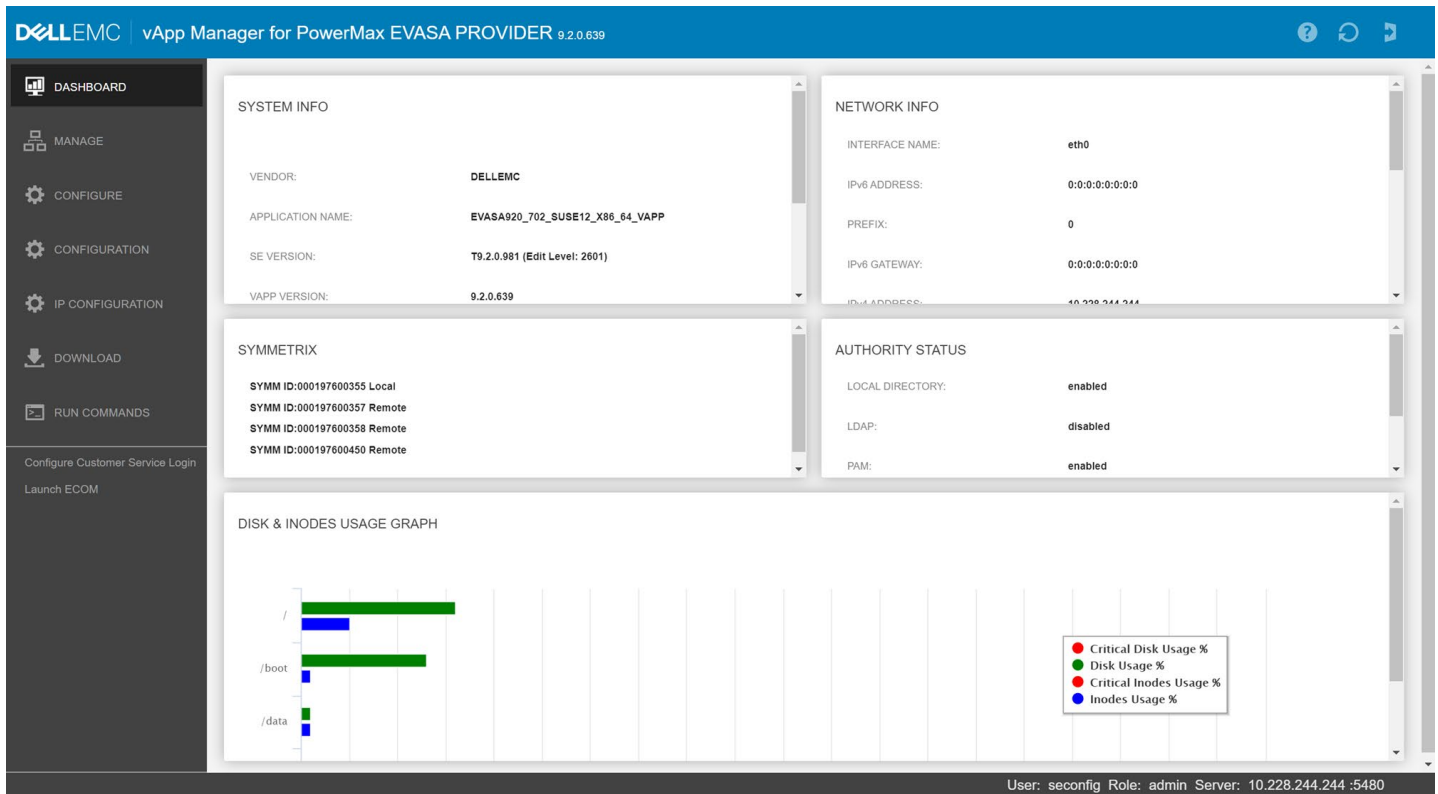 DELLEMC vApp Manager for PowerMax EVASA PROVIDER 9.2.0.639
DASHBOARD
MANAGE
CONFIGURE
CONFIGURATION
IP CONFIGURATION
DOWNLOAD
RUN COMMANDS
Configure Customer Service Login
Launch ECOM
SYSTEM INFO
VENDOR: DELLEMC
APPLICATION NAME: EVASA920_702_SUSE12_X86_64_VAPP
SE VERSION: T9.2.0.981 (Edit Level: 2601)
VAPP VERSION: 9.2.0.639
NETWORK INFO
INTERFACE NAME: eth0
IPv6 ADDRESS: 0:0:0:0:0:0:0:0
PREFIX: 0
IPv6 GATEWAY: 0:0:0:0:0:0:0:0
IPv4 ADDRESS: 10.228.244.244
SYMMETRIX
SYMM ID:000197600355 Local
SYMM ID:000197600357 Remote
SYMM ID:000197600358 Remote
SYMM ID:000197600450 Remote
AUTHORITY STATUS
LOCAL DIRECTORY: enabled
LDAP: disabled
PAM: enabled
DISK & INODES USAGE GRAPH
/
/boot
/data
Critical Disk Usage %
Disk Usage %
Critical Inodes Usage %
Inodes Usage %
User: seconfig Role: admin Server: 10.228.244.244 :5480